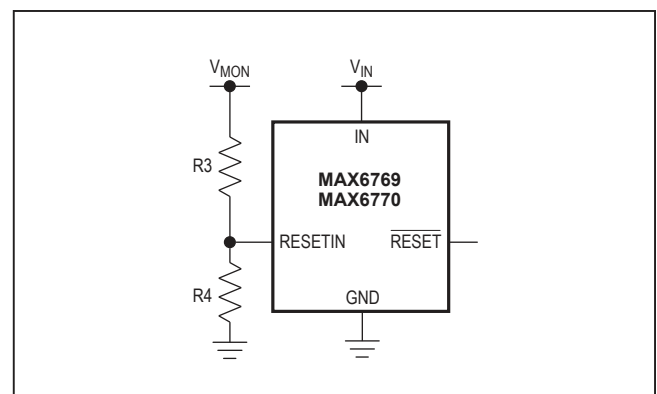 VMON
VIN
IN
R3
MAX6769
MAX6770
RESETIN
RESET
R4
GND